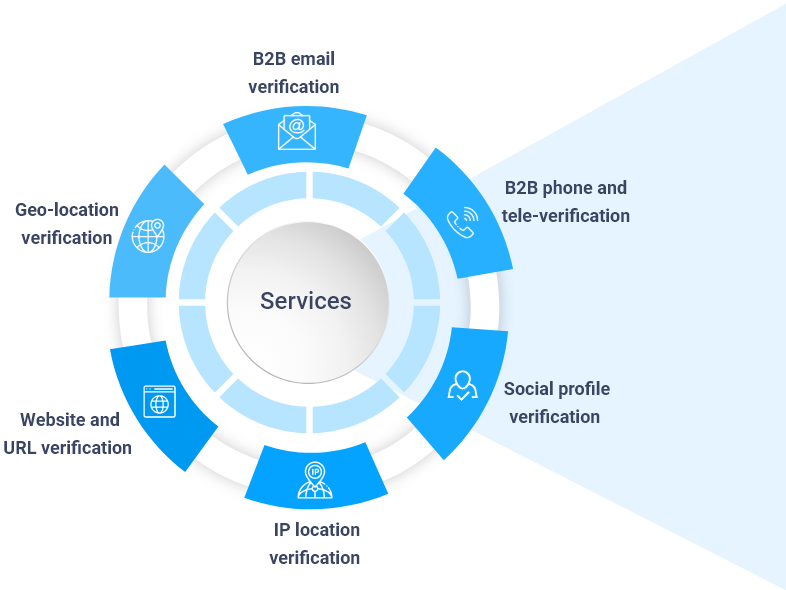 B2B email
verification
@
B2B phone and
tele-verification
Geo-location
verification
Services
Social profile
verification
Website and
URL verification
IP
IP location
verification